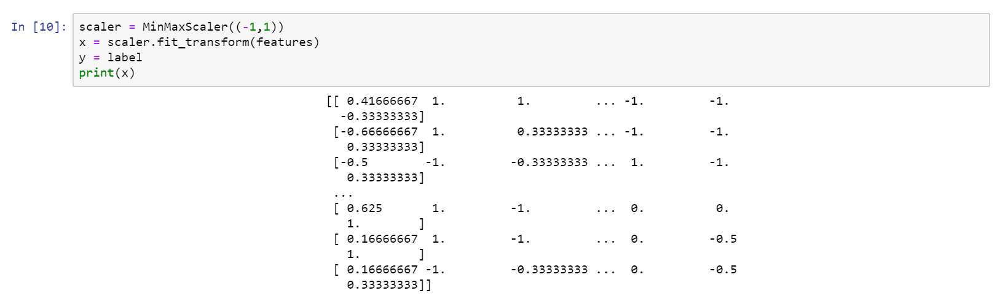 In [10]: scaler = MinMaxScaler((-1,1))
x = scaler.fit_transform(features)
y = label
print(x)
[[ 0.41666667  1.          1.         ... -1.         -1.
  -0.33333333]
 [-0.66666667  1.          0.33333333 ... -1.         -1.
   0.33333333]
 [-0.5        -1.         -0.33333333 ...  1.         -1.
   0.33333333]
 ...
 [ 0.625       1.         -1.         ...  0.          0.
   1.        ]
 [ 0.16666667  1.         -1.         ...  0.         -0.5
   1.        ]
 [ 0.16666667 -1.         -0.33333333 ...  0.         -0.5
   0.33333333]]